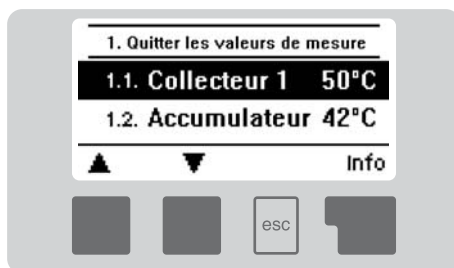 1. Quitter les valeurs de mesure
1.1. Collecteur 1 50°C
1.2. Accumulateur 42°C
▲ ▼ Info
esc